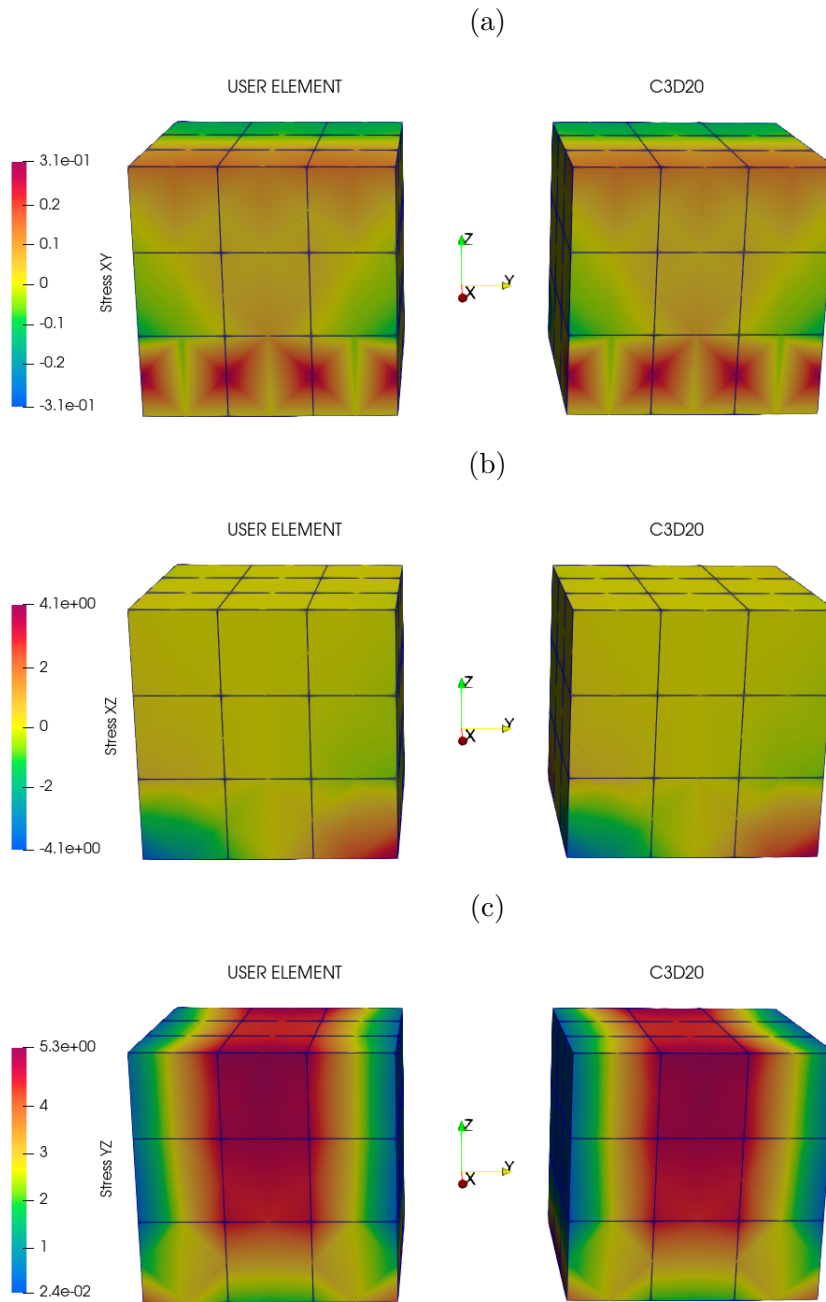 (a)
USER ELEMENT
C3D20
3.1e-01
0.2
0.1
0
-0.1
-0.2
-3.1e-01
Stress XY
Z
Y
X
(b)
USER ELEMENT
C3D20
4.1e+00
2
0
-2
-4.1e+00
Stress XZ
Z
Y
X
(c)
USER ELEMENT
C3D20
5.3e+00
4
3
2
1
2.4e-02
Stress YZ
Z
Y
X